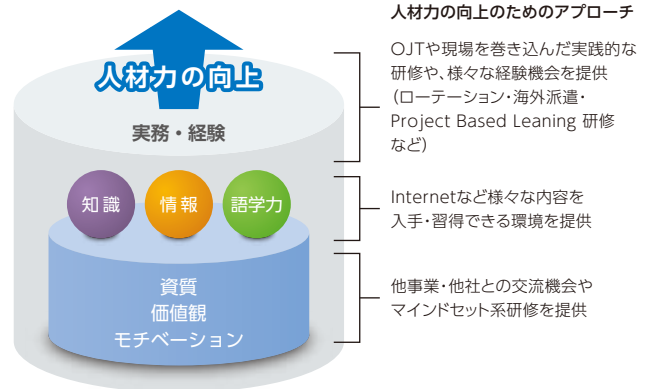 人材力の向上
実務・経験
知識
情報
語学力
資質
価値観
モチベーション
人材力の向上のためのアプローチ
OJTや現場を巻き込んだ実践的な
研修や、様々な経験機会を提供
(ローテーション・海外派遣・
Project Based Leaning 研修
など)
Internetなど様々な内容を
入手・習得できる環境を提供
他事業・他社との交流機会や
マインドセット系研修を提供